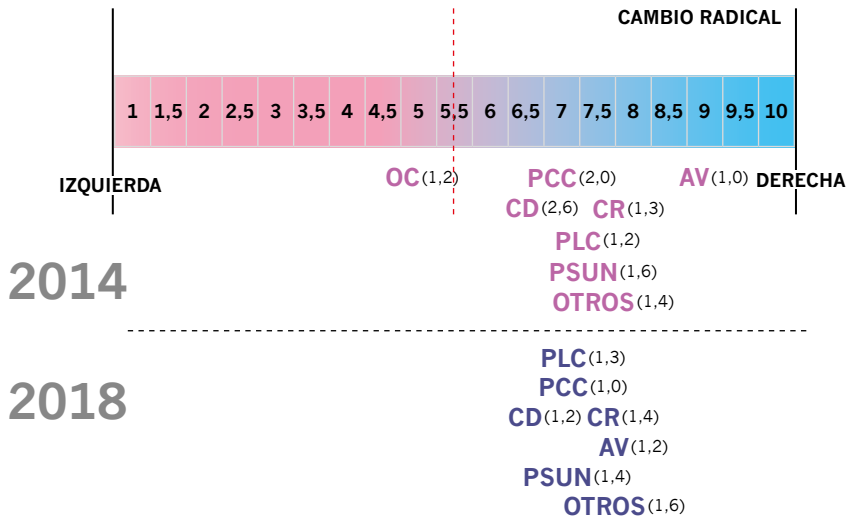 CAMBIO RADICAL
1 1,5 2 2,5 3 3,5 4 4,5 5 5,5 6 6,5 7 7,5 8 8,5 9 9,5 10
OC (1,2) PCC (2,0) AV (1,0)
IZQUIERDA DERECHA
CD (2,6) CR (1,3)
PLC (1,2)
2014
PSUN (1,6)
OTROS (1,4)
PLC (1,3)
PCC (1,0)
2018
CD (1,2) CR (1,4)
AV (1,2)
PSUN (1,4)
OTROS (1,6)